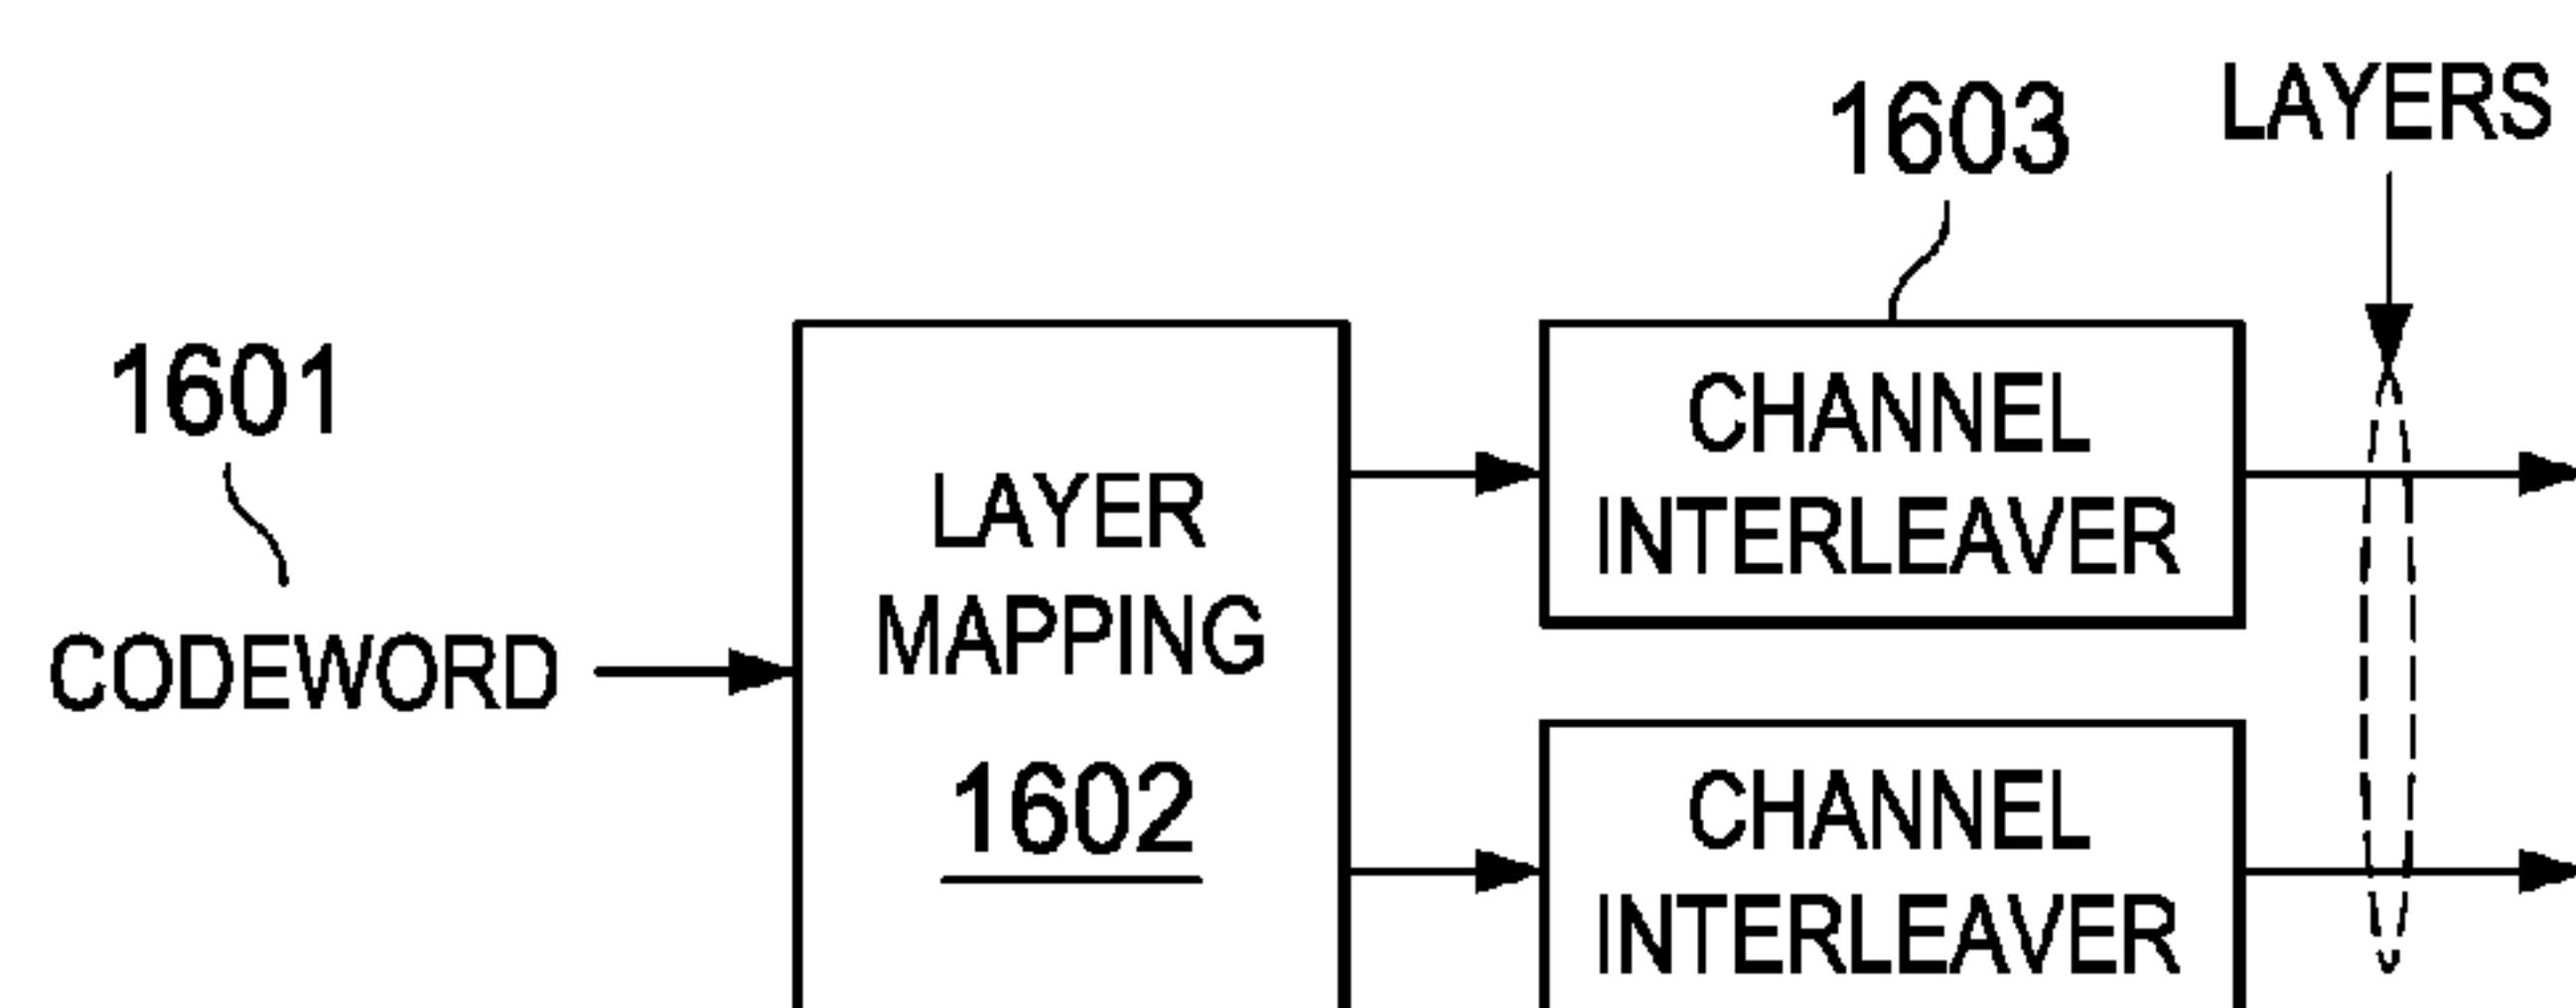 LAYERS
1603
1601
CODEWORD
LAYER
MAPPING
1602
CHANNEL
INTERLEAVER
CHANNEL
INTERLEAVER